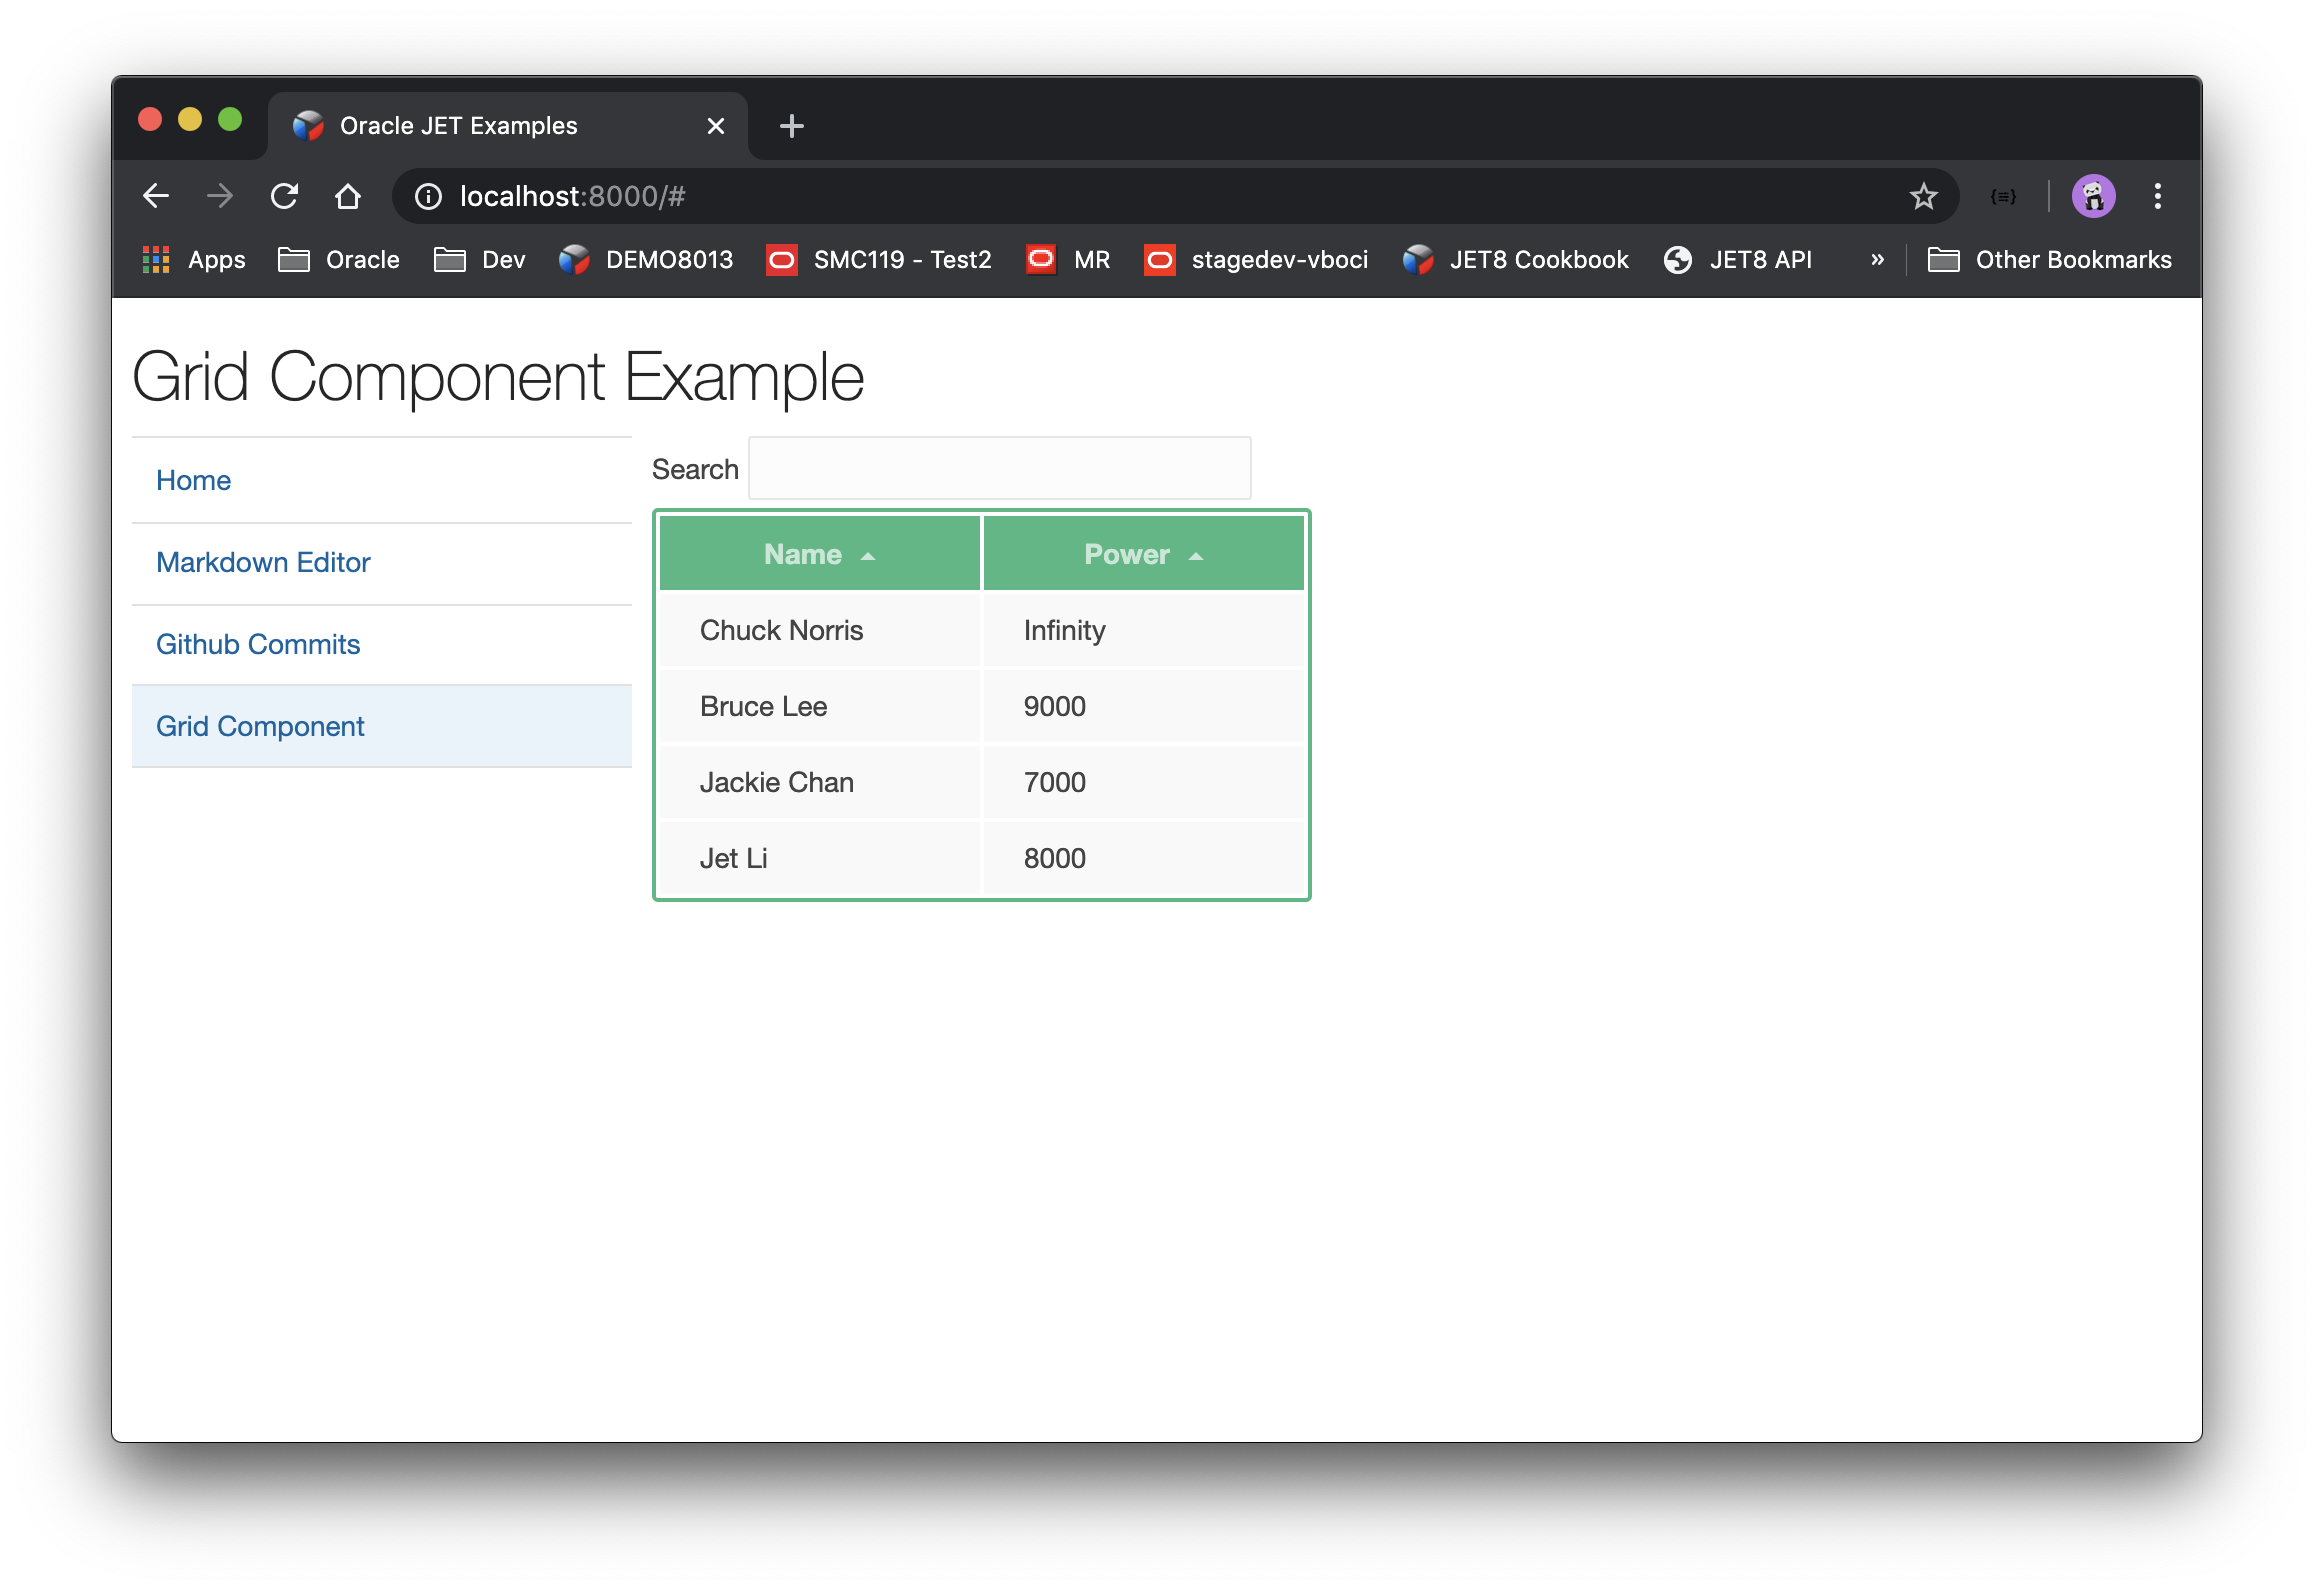 Oracle JET Examples
localhost:8000/#
Apps Oracle Dev DEMO8013 SMC119 - Test2 MR stagedev-vboci JET8 Cookbook JET8 API » Other Bookmarks
Grid Component Example
Home
Markdown Editor
Github Commits
Grid Component
Search
Name Power
Chuck Norris Infinity
Bruce Lee 9000
Jackie Chan 7000
Jet Li 8000